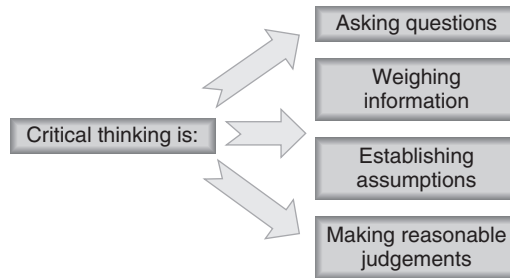 Critical thinking is:
Asking questions
Weighing
information
Establishing
assumptions
Making reasonable
judgements